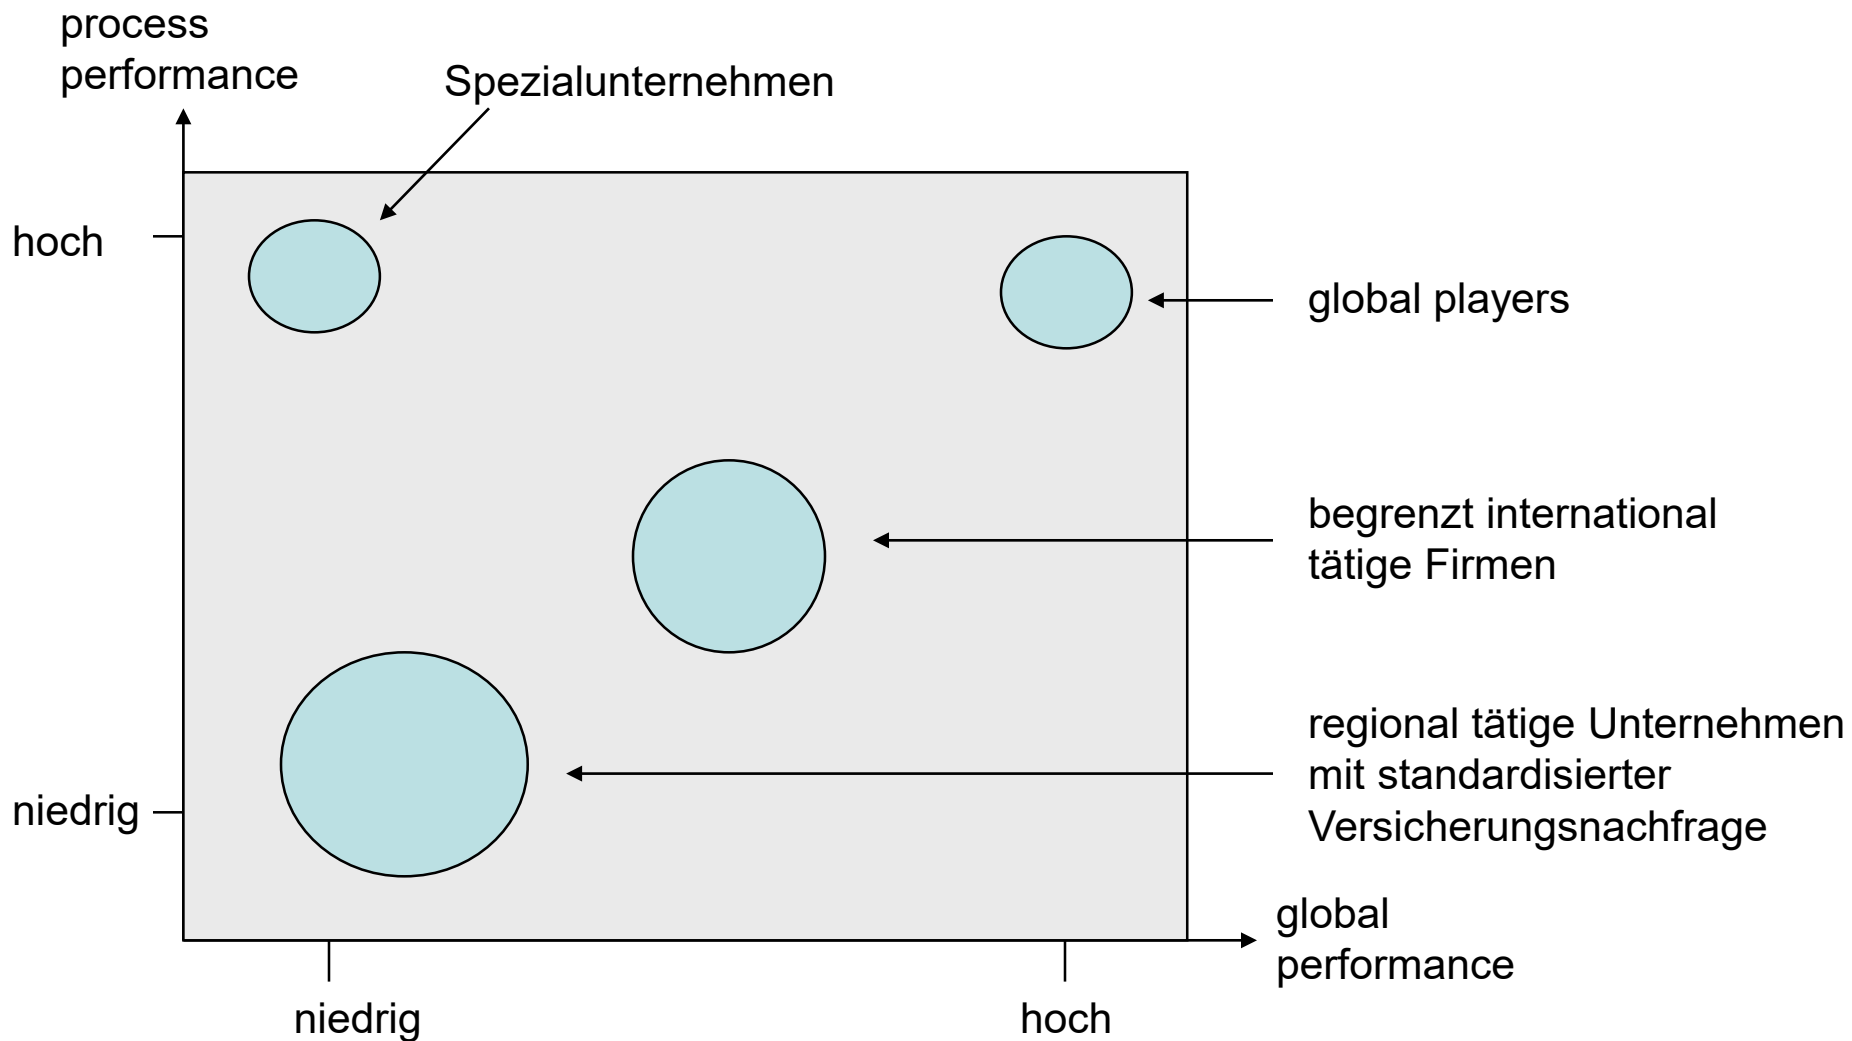 process
performance
Spezialunternehmen
hoch
global players
begrenzt international
tätige Firmen
regional tätige Unternehmen
mit standardisierter
Versicherungsnachfrage
niedrig
global
performance
niedrig
hoch